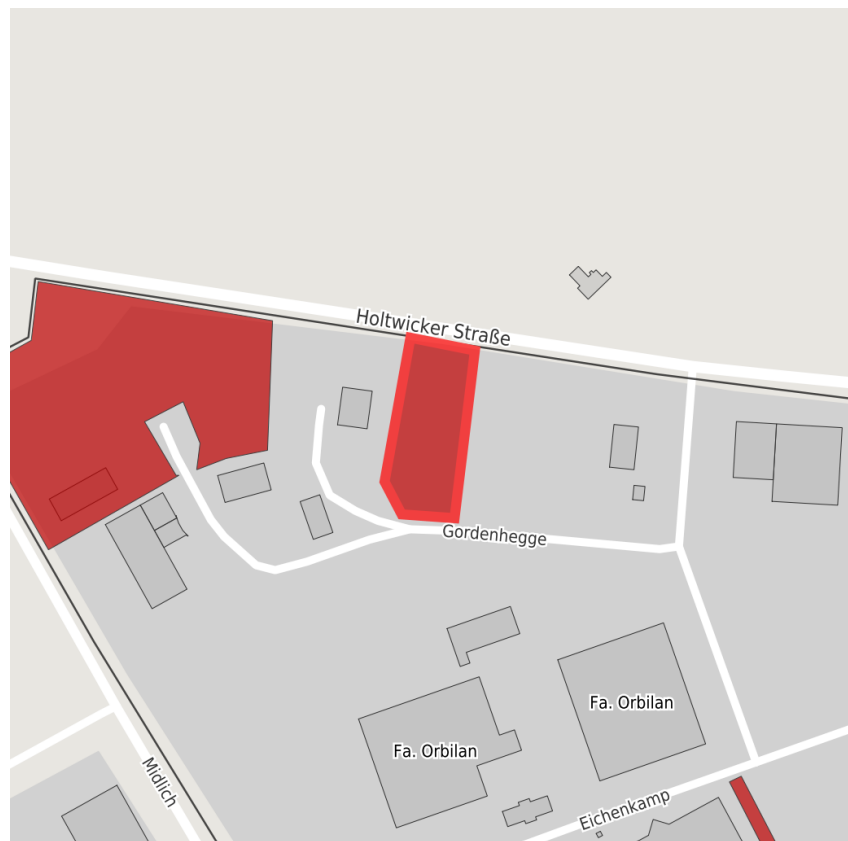 Holtwicker Straße
Gordenhegge
Fa. Orbilan
Fa. Orbilan
Midlich
Eichenkamp